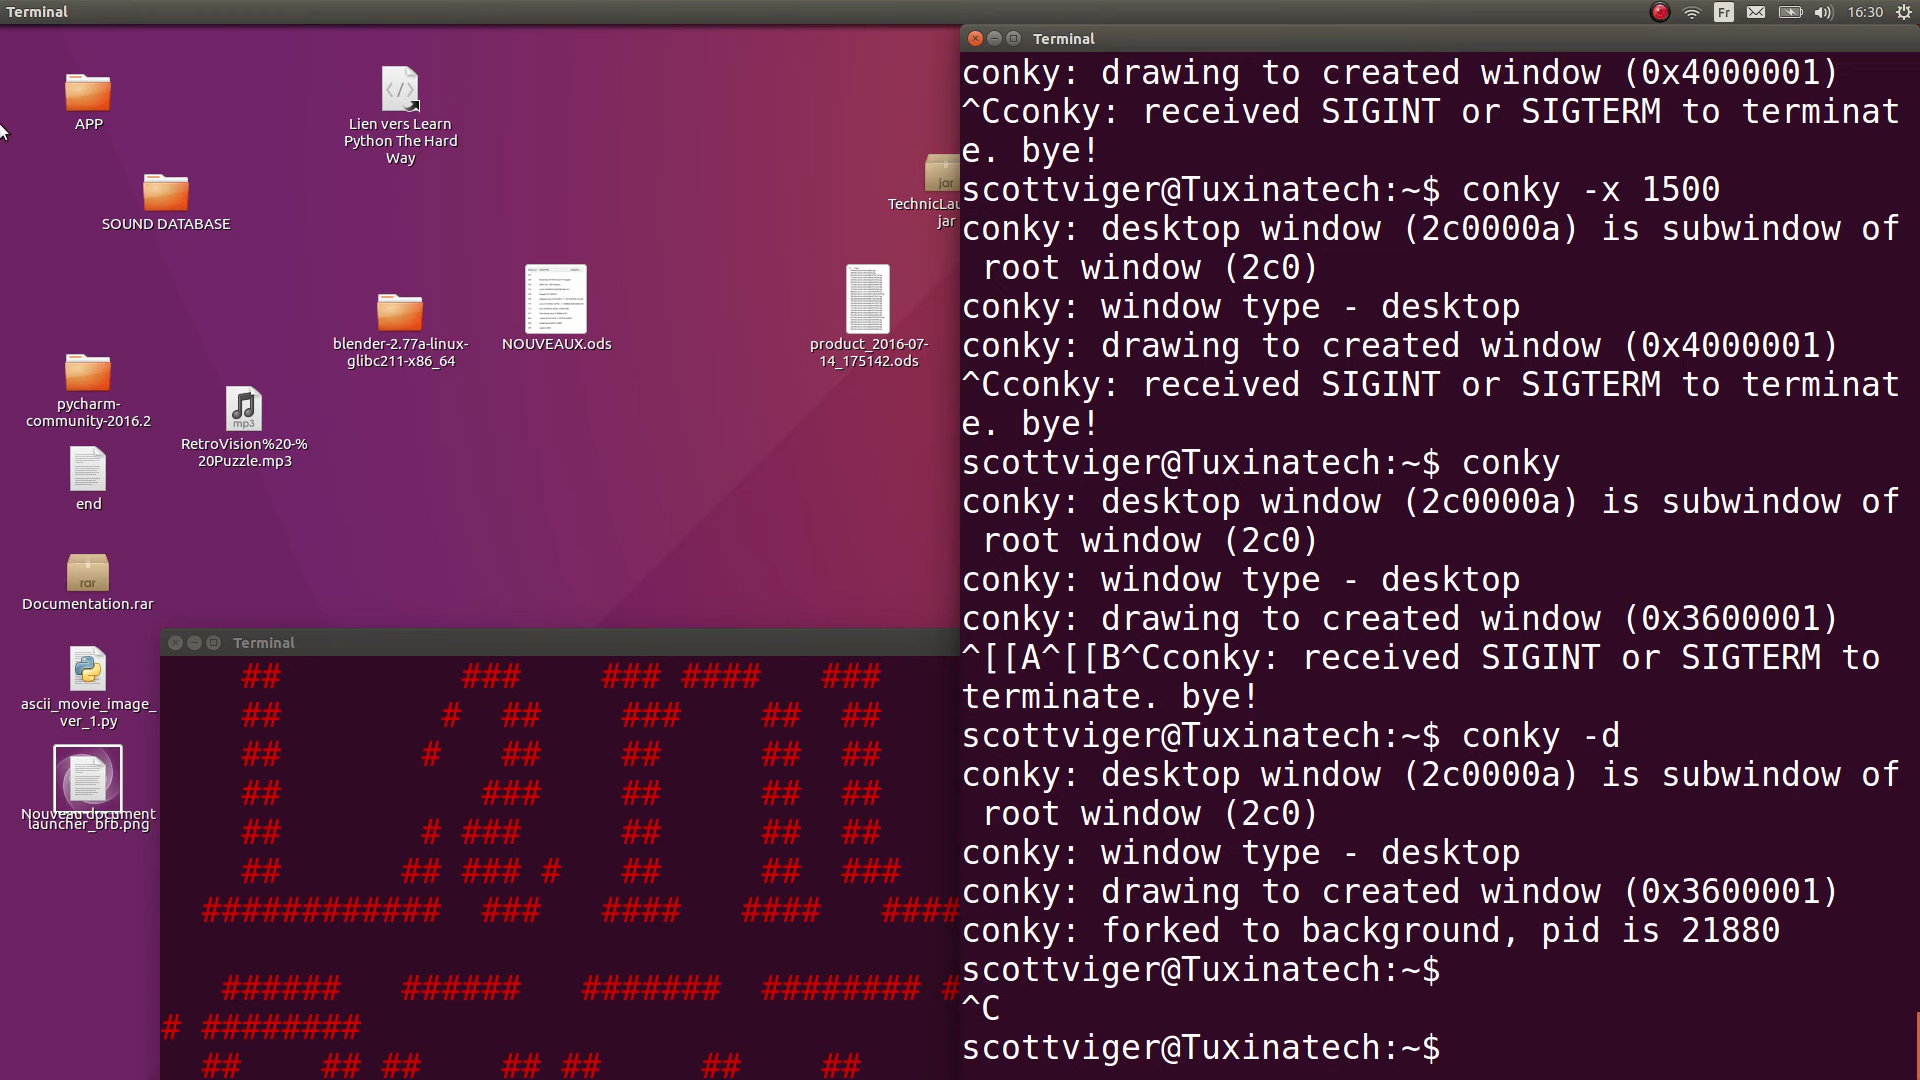 Terminal
Fr
16:30
APP
Lien vers Learn
Python The Hard
Way
SOUND DATABASE
jar
TechnicLau
jar
blender-2.77a-linux-
glibc211-x86_64
NOUVEAUX.ods
product_2016-07-
14_175142.ods
pycharm-
community-2016.2
mp3
RetroVision%20-%
20Puzzle.mp3
end
rar
Documentation.rar
ascii_movie_image_
ver_1.py
Nouveau document
launcher_bfb.png
Terminal
## ### ### #### ###
## # ## ### ## ##
## # ## ## ## ##
## ### ## ## ##
## # ### ## ## ##
## ## ### # ## ## ###
############ ### #### #### ####
###### ###### ####### ######## #
# ########
## ## ## ## ## ## ##
Terminal
conky: drawing to created window (0x4000001)
^Cconky: received SIGINT or SIGTERM to terminat
e. bye!
scottviger@Tuxinatech:~$ conky -x 1500
conky: desktop window (2c0000a) is subwindow of
root window (2c0)
conky: window type - desktop
conky: drawing to created window (0x4000001)
^Cconky: received SIGINT or SIGTERM to terminat
e. bye!
scottviger@Tuxinatech:~$ conky
conky: desktop window (2c0000a) is subwindow of
root window (2c0)
conky: window type - desktop
conky: drawing to created window (0x3600001)
^[[A^[[B^Cconky: received SIGINT or SIGTERM to
terminate. bye!
scottviger@Tuxinatech:~$ conky -d
conky: desktop window (2c0000a) is subwindow of
root window (2c0)
conky: window type - desktop
conky: drawing to created window (0x3600001)
conky: forked to background, pid is 21880
scottviger@Tuxinatech:~$
^C
scottviger@Tuxinatech:~$